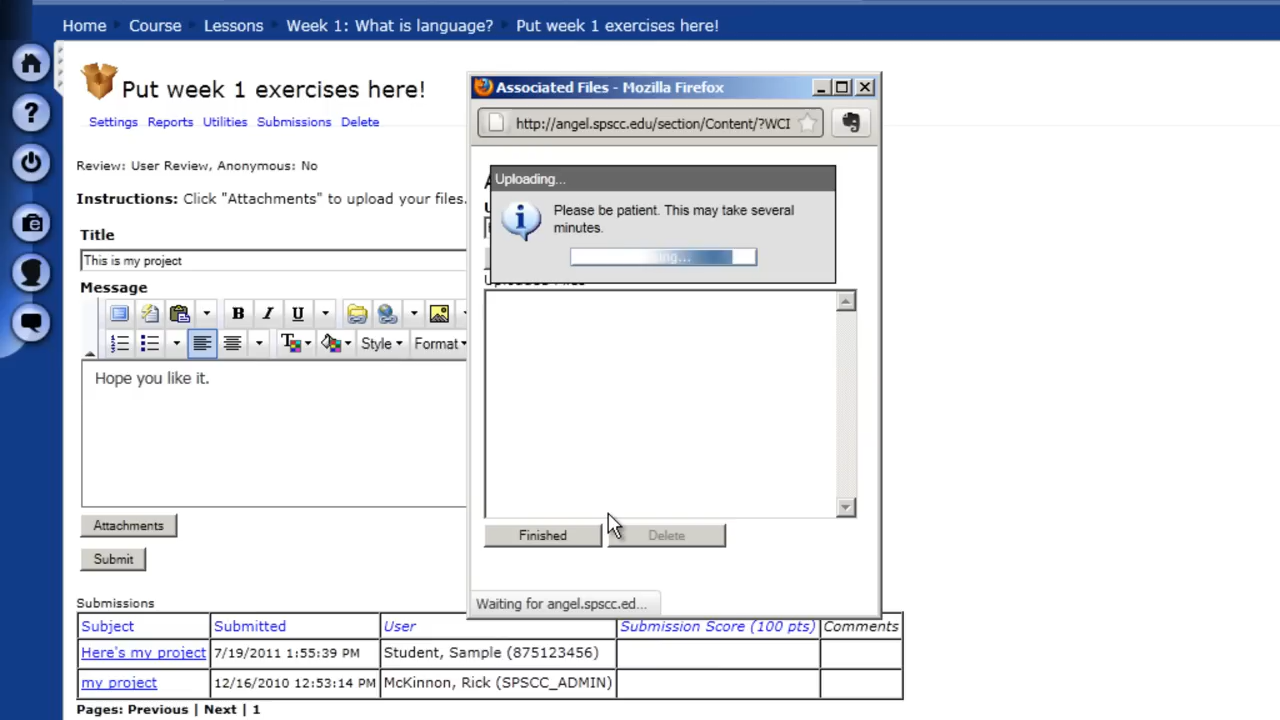 Home Course Lessons Week 1: What is language? Put week 1 exercises here!
Put week 1 exercises here!
Settings Reports Utilities Submissions Delete
Review: User Review, Anonymous: No
Instructions: Click "Attachments" to upload your files.
Title
This is my project
Message
B I U
Style Format
Hope you like it.
Attachments
Submit
Associated Files - Mozilla Firefox
http://angel.spscc.edu/section/Content/?WCI
Uploading...
Please be patient. This may take several
minutes.
Finished Delete
Waiting for angel.spscc.ed...
Submissions
Subject Submitted User Submission Score (100 pts) Comments
Here's my project 7/19/2011 1:55:39 PM Student, Sample (875123456)
my project 12/16/2010 12:53:14 PM McKinnon, Rick (SPSCC_ADMIN)
Pages: Previous | Next | 1